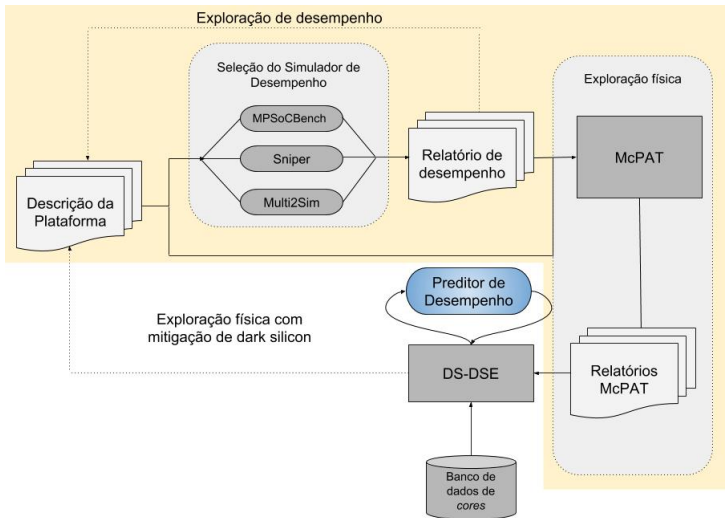 Exploração de desempenho
Seleção do Simulador de
Desempenho
Exploração física
MPSoCBench
Sniper
Multi2Sim
Relatório de
desempenho
McPAT
Descrição da
Plataforma
Preditor de
Desempenho
Exploração física com
mitigação de dark silicon
DS-DSE
Relatórios
McPAT
Banco de
dados de
cores